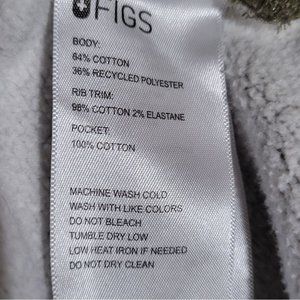 FIGS
BODY:
64% COTTON
36% RECYCLED POLYESTER
RIB TRIM:
98% COTTON 2% ELASTANE
POCKET:
100% COTTON
MACHINE WASH COLD
WASH WITH LIKE COLORS
DO NOT BLEACH
TUMBLE DRY LOW
LOW HEAT IRON IF NEEDED
DO NOT DRY CLEAN